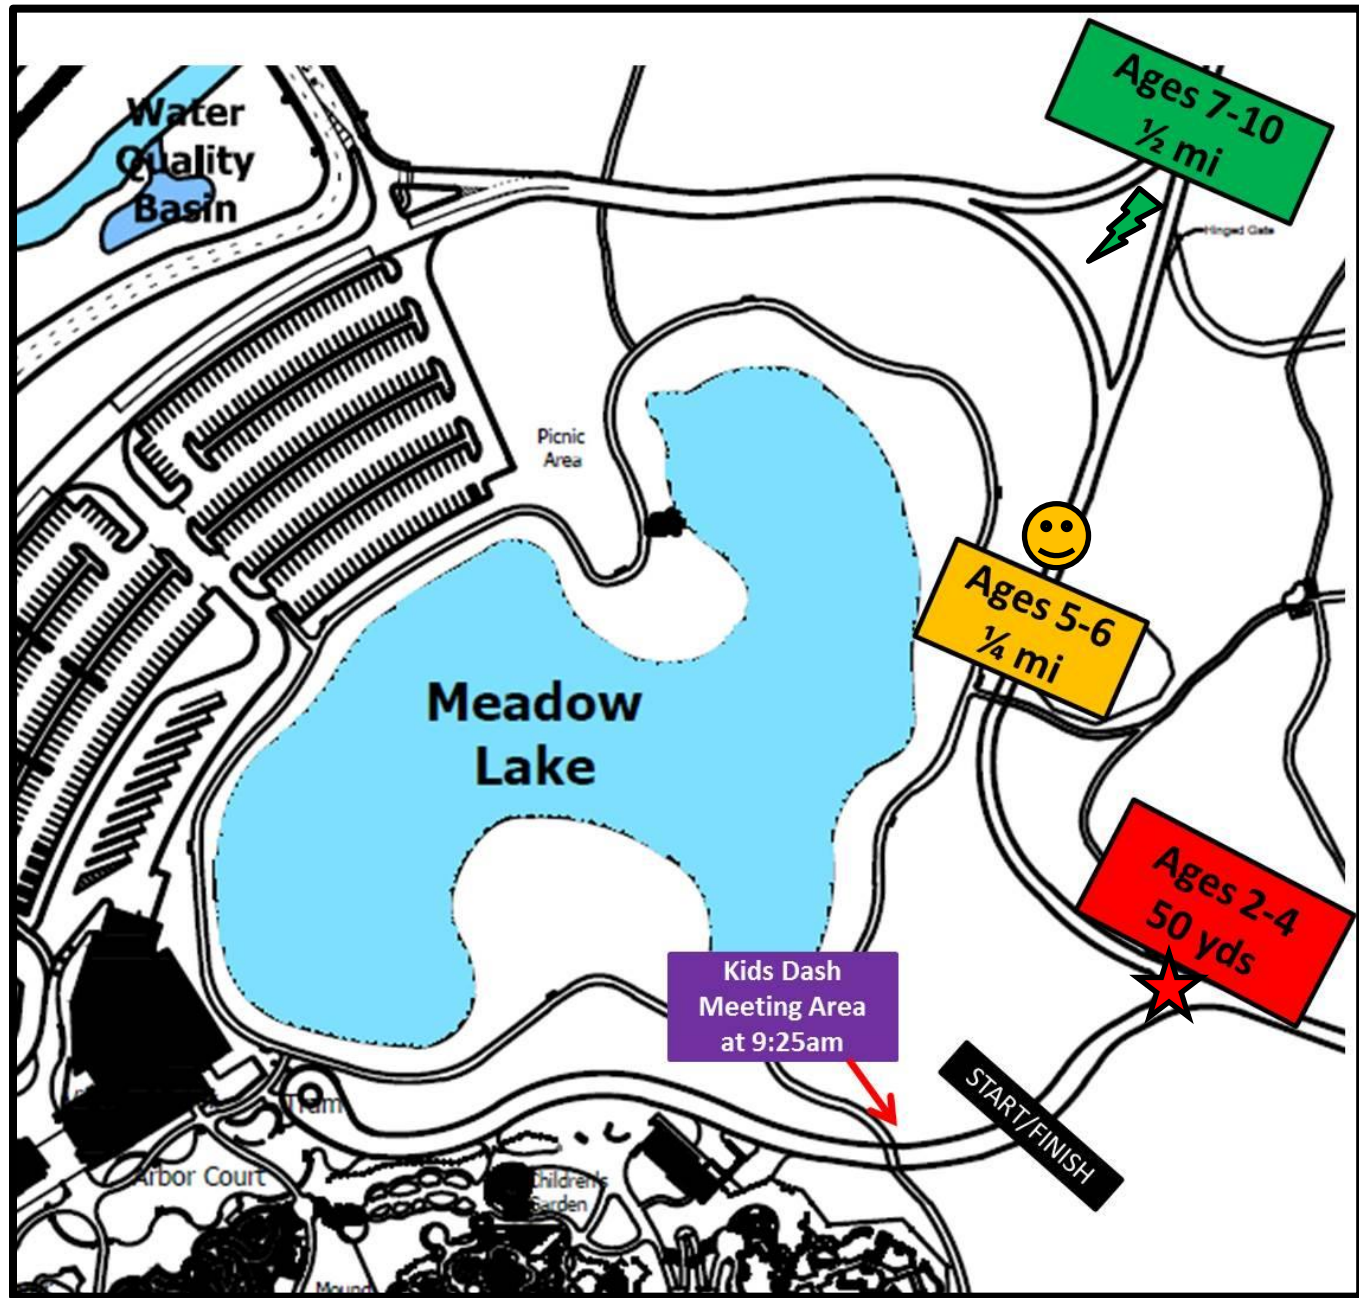 Ages 7-10
½ mi
Water
Quality
Basin
Hinged Gate
Picnic
Area
Ages 5-6
¼ mi
Meadow
Lake
Ages 2-4
50 yds
Kids Dash
Meeting Area
at 9:25am
START/FINISH
Tram
Arbor Court
Children's
Garden
Mound